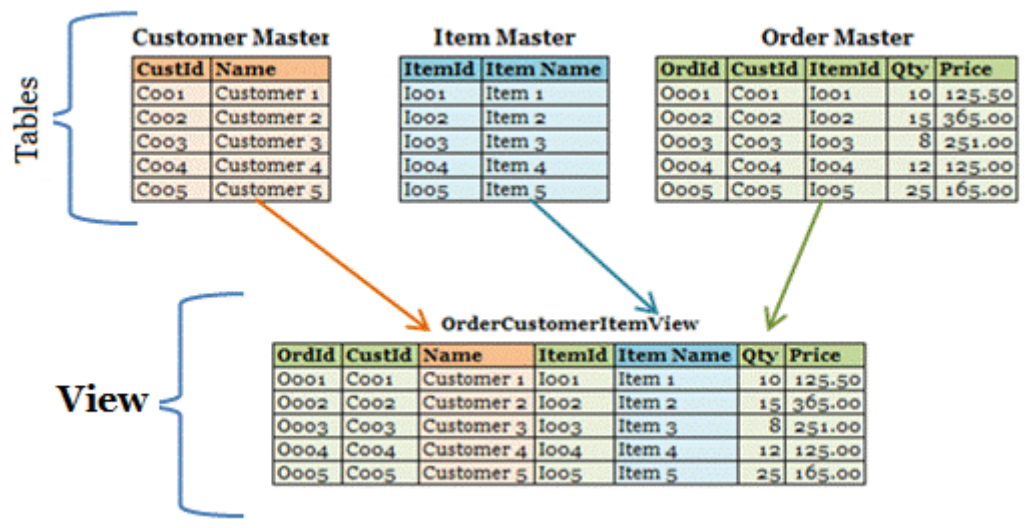 Tables
Customer Master
CustId Name
C001 Customer 1
C002 Customer 2
C003 Customer 3
C004 Customer 4
C005 Customer 5
Item Master
ItemId Item Name
I001 Item 1
I002 Item 2
I003 Item 3
I004 Item 4
I005 Item 5
Order Master
OrdId CustId ItemId Qty Price
O001 C001 I001 10 125.50
O002 C002 I002 15 365.00
O003 C003 I003 8 251.00
O004 C004 I004 12 125.00
O005 C005 I005 25 165.00
View
OrderCustomerItemView
OrdId CustId Name ItemId Item Name Qty Price
O001 C001 Customer 1 I001 Item 1 10 125.50
O002 C002 Customer 2 I002 Item 2 15 365.00
O003 C003 Customer 3 I003 Item 3 8 251.00
O004 C004 Customer 4 I004 Item 4 12 125.00
O005 C005 Customer 5 I005 Item 5 25 165.00